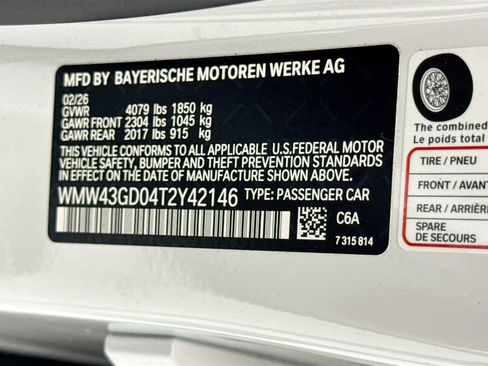 MFD BY BAYERISCHE MOTOREN WERKE AG
02/26
GVWR 4079 lbs 1850 kg
GAWR FRONT 2304 lbs 1045 kg
GAWR REAR 2017 lbs 915 kg
THIS VEHICLE CONFORMS TO ALL APPLICABLE U.S.FEDERAL MOTOR
VEHICLE SAFETY, BUMPER AND THEFT PREVENTION STANDARDS
IN EFFECT ON THE DATE OF MANUFACTURE SHOWN ABOVE.
WMW43GD04T2Y42146 TYPE: PASSENGER CAR
C6A
7 315 814
The combined
Le poids total
TIRE / PNEU
FRONT / AVANT
REAR / ARRIÈRE
SPARE
DE SECOURS